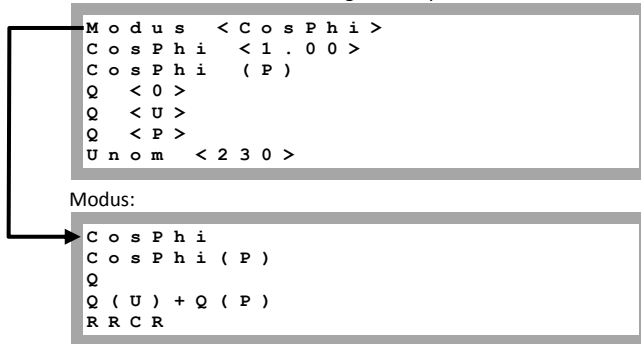 Modus <CosPhi>
CosPhi <1.00>
CosPhi (P)
Q <0>
Q <U>
Q <P>
Unom <230>
Modus:
CosPhi
CosPhi(P)
Q
Q(U)+Q(P)
RRCR